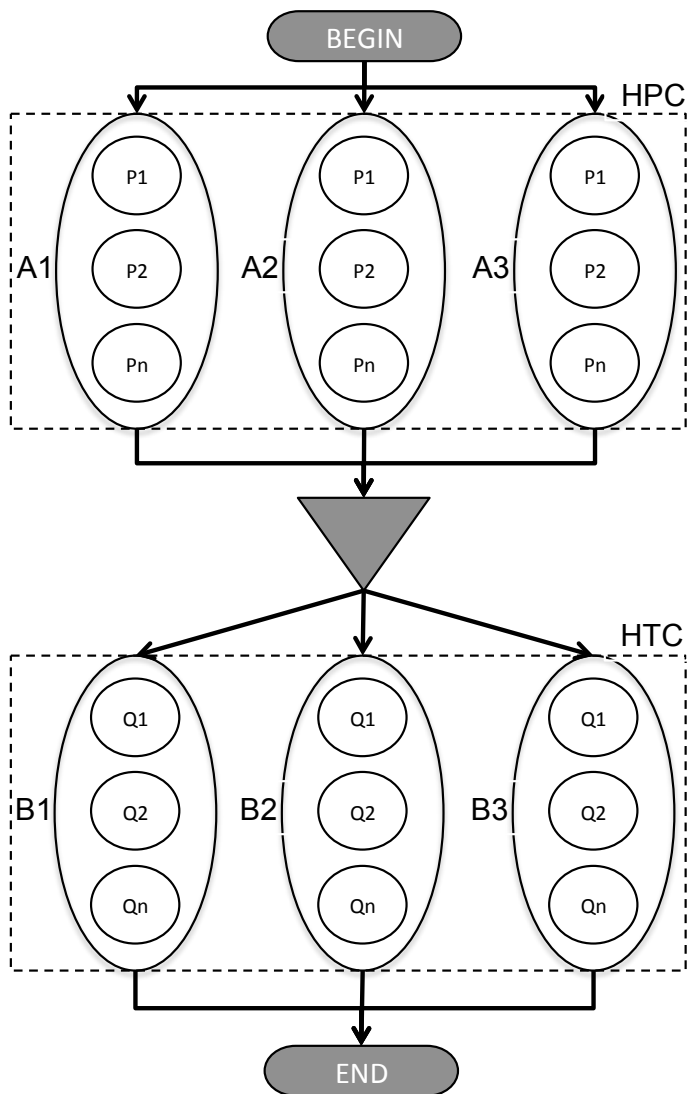 BEGIN
HPC
P1 P1 P1
A1 P2 A2 P2 A3 P2
Pn Pn Pn
HTC
Q1 Q1 Q1
B1 Q2 B2 Q2 B3 Q2
Qn Qn Qn
END